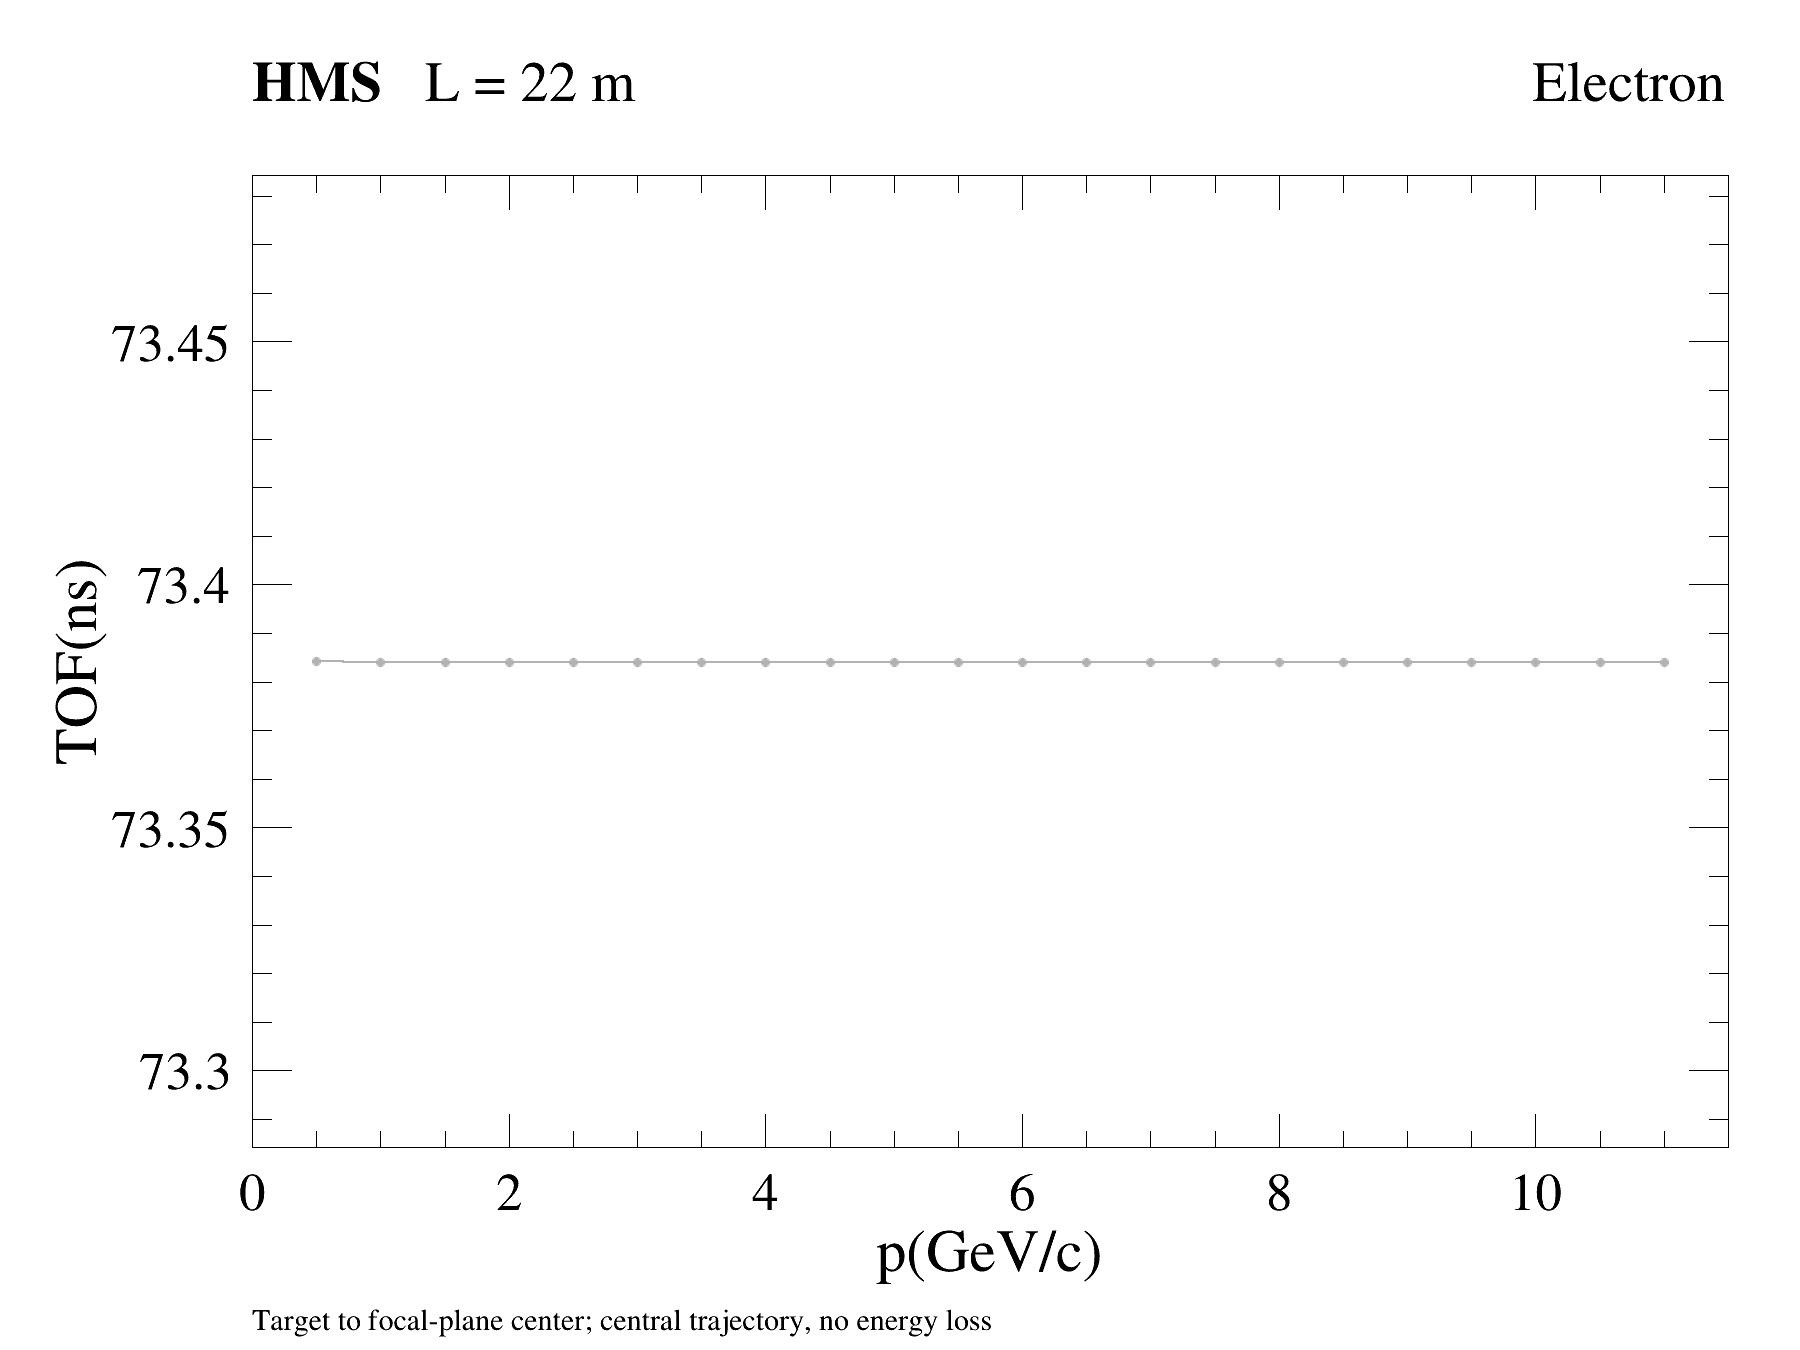 HMS L = 22 m
Electron
73.45
73.4
73.35
73.3
TOF(ns)
0 2 4 6 8 10
p(GeV/c)
Target to focal-plane center; central trajectory, no energy loss